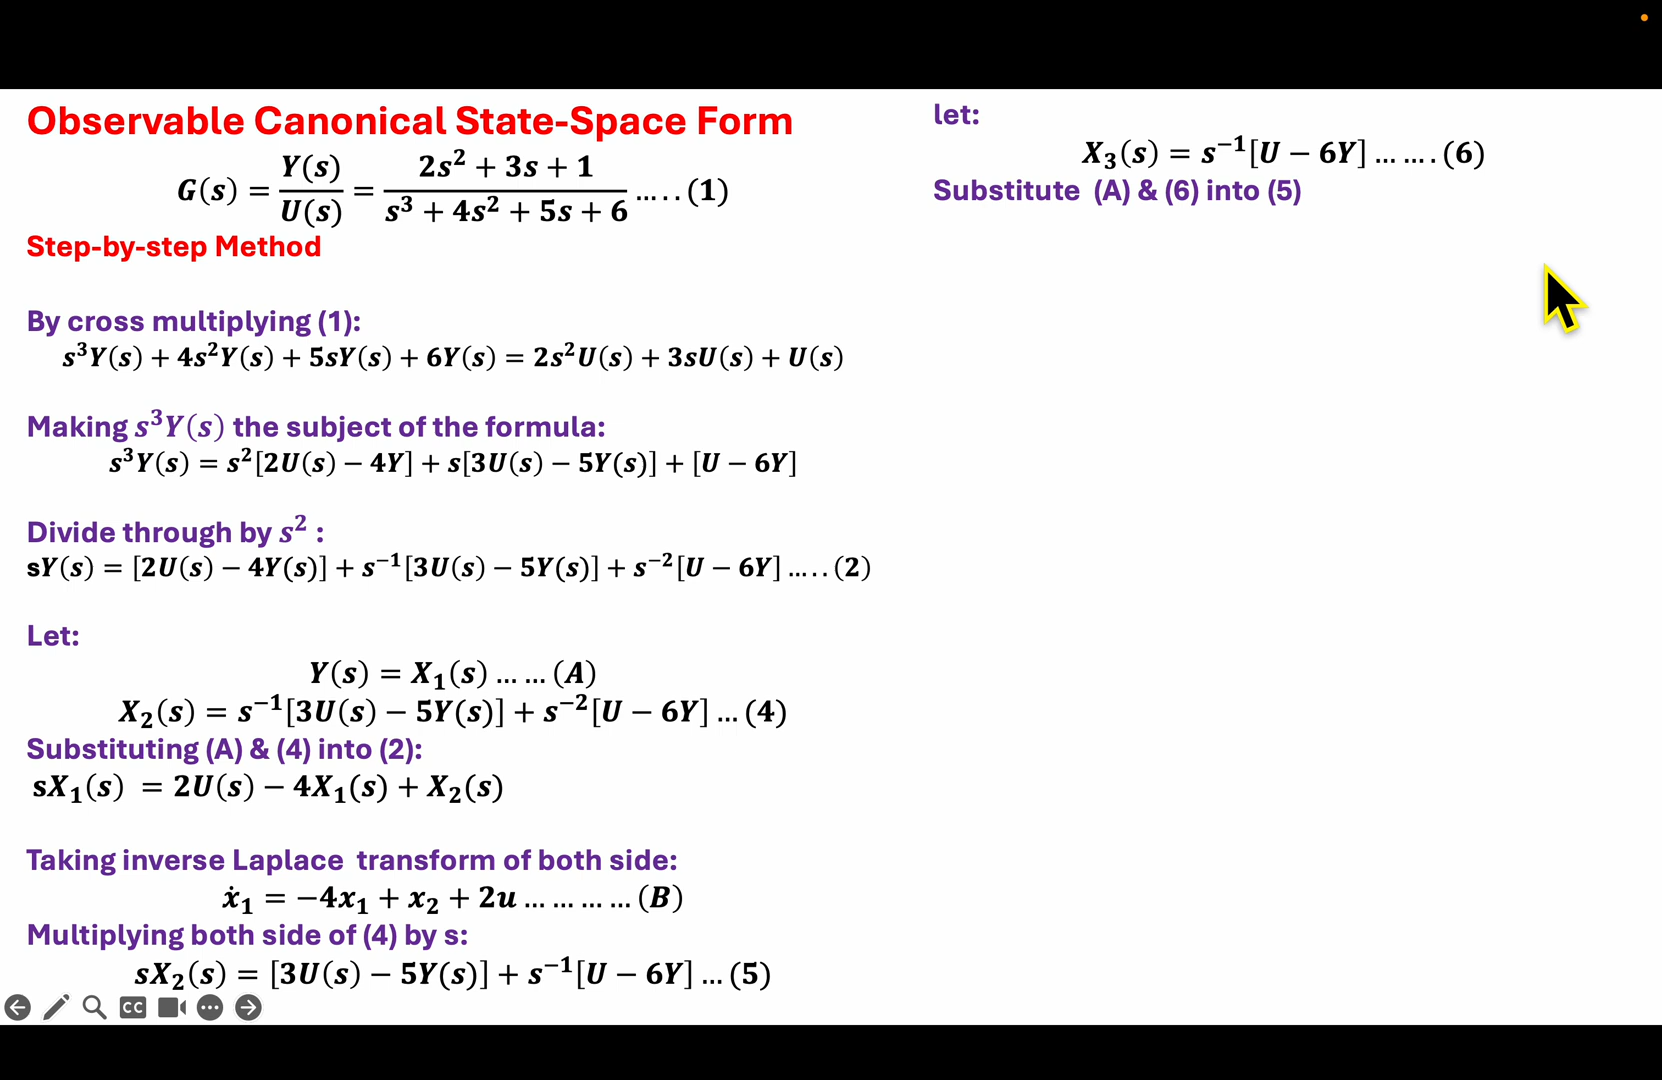 Observable Canonical State-Space Form
G(s) = Y(s)/U(s) = (2s² + 3s + 1)/(s³ + 4s² + 5s + 6) ….. (1)
Step-by-step Method
By cross multiplying (1):
s³Y(s) + 4s²Y(s) + 5sY(s) + 6Y(s) = 2s²U(s) + 3sU(s) + U(s)
Making s³Y(s) the subject of the formula:
s³Y(s) = s²[2U(s) − 4Y] + s[3U(s) − 5Y(s)] + [U − 6Y]
Divide through by s² :
sY(s) = [2U(s) − 4Y(s)] + s⁻¹[3U(s) − 5Y(s)] + s⁻²[U − 6Y] ….. (2)
Let:
Y(s) = X₁(s) … … (A)
X₂(s) = s⁻¹[3U(s) − 5Y(s)] + s⁻²[U − 6Y] … (4)
Substituting (A) & (4) into (2):
sX₁(s) = 2U(s) − 4X₁(s) + X₂(s)
Taking inverse Laplace transform of both side:
ẋ₁ = −4x₁ + x₂ + 2u … … … … (B)
Multiplying both side of (4) by s:
sX₂(s) = [3U(s) − 5Y(s)] + s⁻¹[U − 6Y] … (5)
CC
let:
X₃(s) = s⁻¹[U − 6Y] … … . (6)
Substitute (A) & (6) into (5)